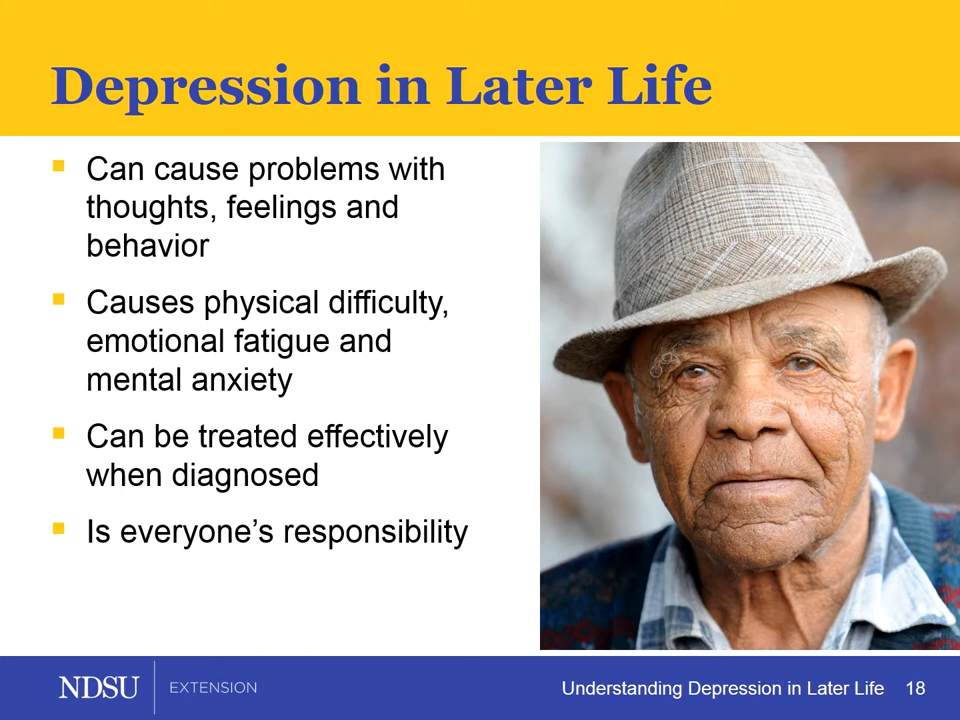 Depression in Later Life
Can cause problems with
thoughts, feelings and
behavior
Causes physical difficulty,
emotional fatigue and
mental anxiety
Can be treated effectively
when diagnosed
Is everyone’s responsibility
NDSU EXTENSION
Understanding Depression in Later Life 18